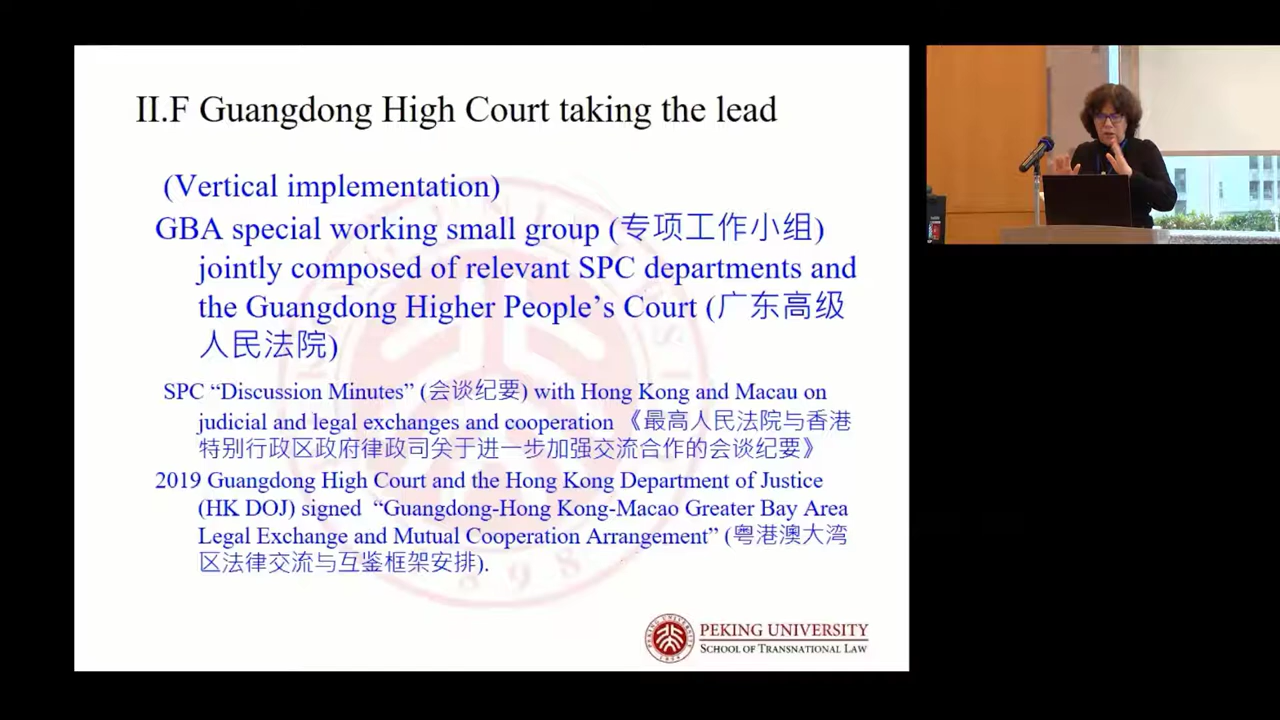 II.F Guangdong High Court taking the lead
(Vertical implementation)
GBA special working small group (专项工作小组)
jointly composed of relevant SPC departments and
the Guangdong Higher People’s Court (广东高级
人民法院)
SPC “Discussion Minutes” (会谈纪要) with Hong Kong and Macau on
judicial and legal exchanges and cooperation 《最高人民法院与香港
特别行政区政府律政司关于进一步加强交流合作的会谈纪要》
2019 Guangdong High Court and the Hong Kong Department of Justice
(HK DOJ) signed “Guangdong-Hong Kong-Macao Greater Bay Area
Legal Exchange and Mutual Cooperation Arrangement” (粤港澳大湾
区法律交流与互鉴框架安排).
PEKING UNIVERSITY
SCHOOL OF TRANSNATIONAL LAW